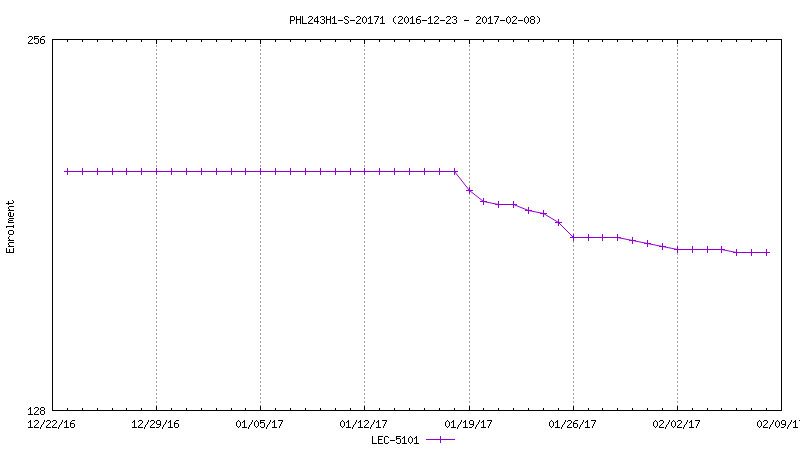 PHL243H1-S-20171 (2016-12-23 - 2017-02-08)
256
Enrolment
128
12/22/16 12/29/16 01/05/17 01/12/17 01/19/17 01/26/17 02/02/17 02/09/1
LEC-5101